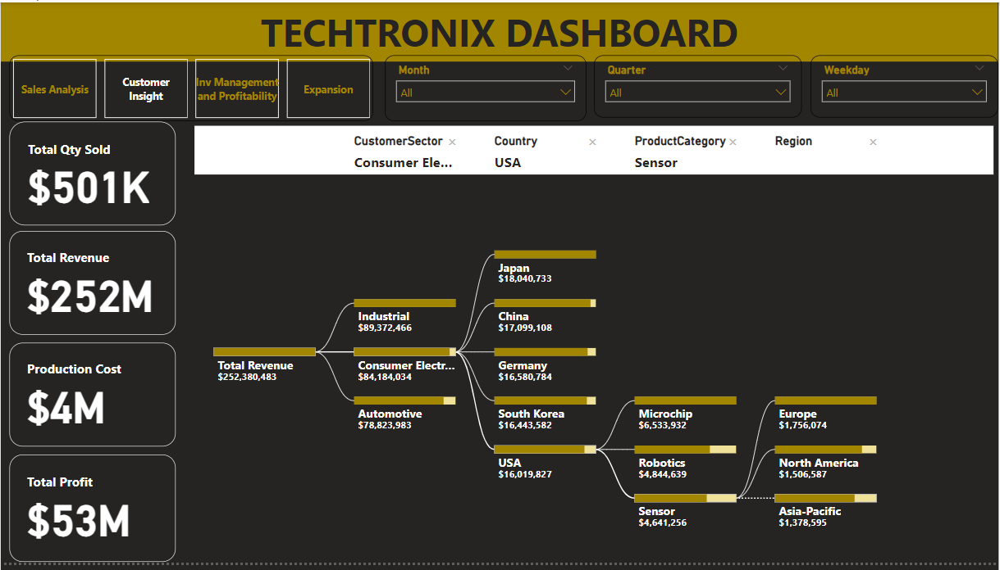 TECHTRONIX DASHBOARD
Sales Analysis
Customer
Insight
Inv Management
and Profitability
Expansion
Month
All
Quarter
All
Weekday
All
Total Qty Sold
$501K
Total Revenue
$252M
Production Cost
$4M
Total Profit
$53M
CustomerSector
Consumer Ele...
Country
USA
ProductCategory
Sensor
Region
Total Revenue
$252,380,483
Industrial
$89,372,466
Consumer Electr...
$84,184,034
Automotive
$78,823,983
Japan
$18,040,733
China
$17,099,108
Germany
$16,580,784
South Korea
$16,443,582
USA
$16,019,827
Microchip
$6,533,932
Robotics
$4,844,639
Sensor
$4,641,256
Europe
$1,756,074
North America
$1,506,587
Asia-Pacific
$1,378,595